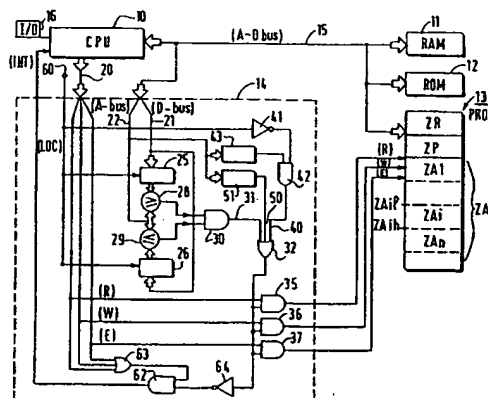 I/O
16
CPU
10
(A-D bus)
15
RAM
11
ROM
12
13
PRO
(INT)
60
20
(A-bus)
(D-bus)
22
21
14
41
43
42
(LOC)
25
51
50
28
31
40
29
30
32
26
ZR
ZP
ZA1
ZAiP
ZAi
ZAih
ZAn
ZA
(R)
(W)
(E)
(R)
35
(W)
36
(E)
37
63
62
64